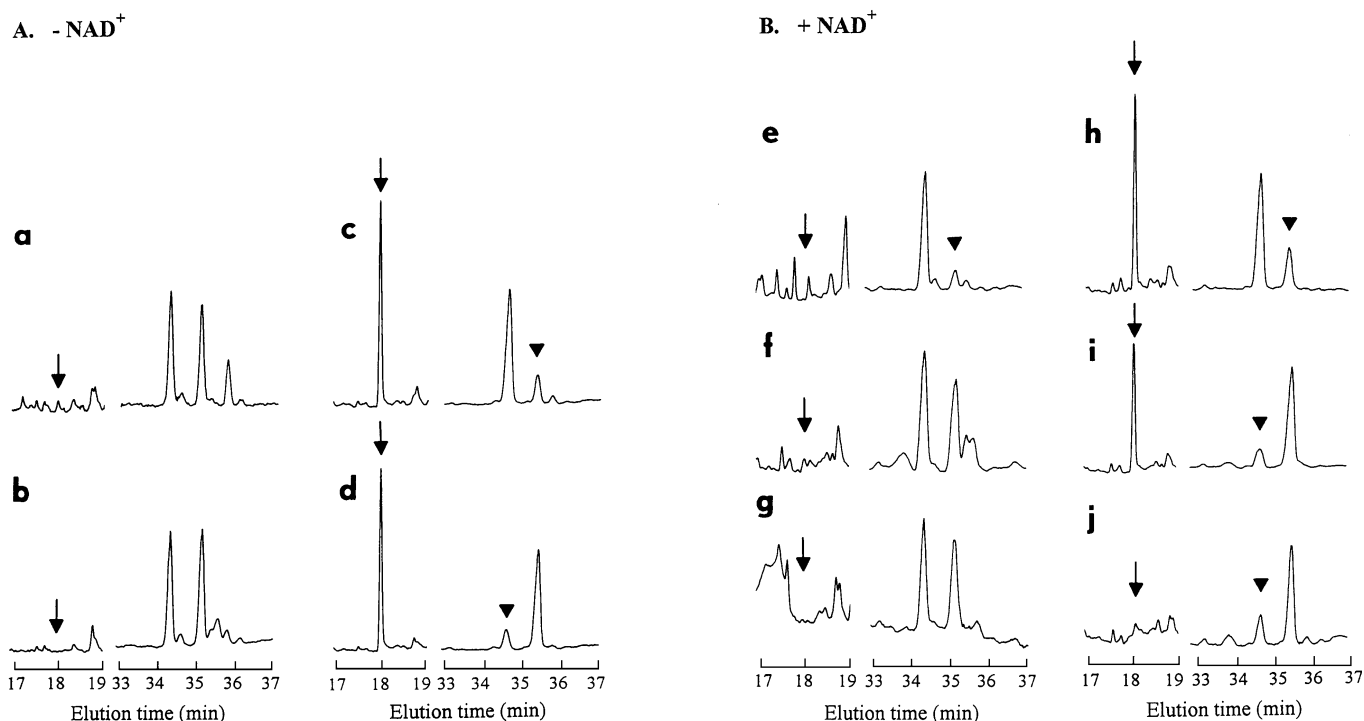 A. - NAD+
a
b
17 18 19 33 34 35 36 37
Elution time (min)
c
d
17 18 19 33 34 35 36 37
Elution time (min)
B. + NAD+
e
f
g
17 18 19 33 34 35 36 37
Elution time (min)
h
i
j
17 18 19 33 34 35 36 37
Elution time (min)